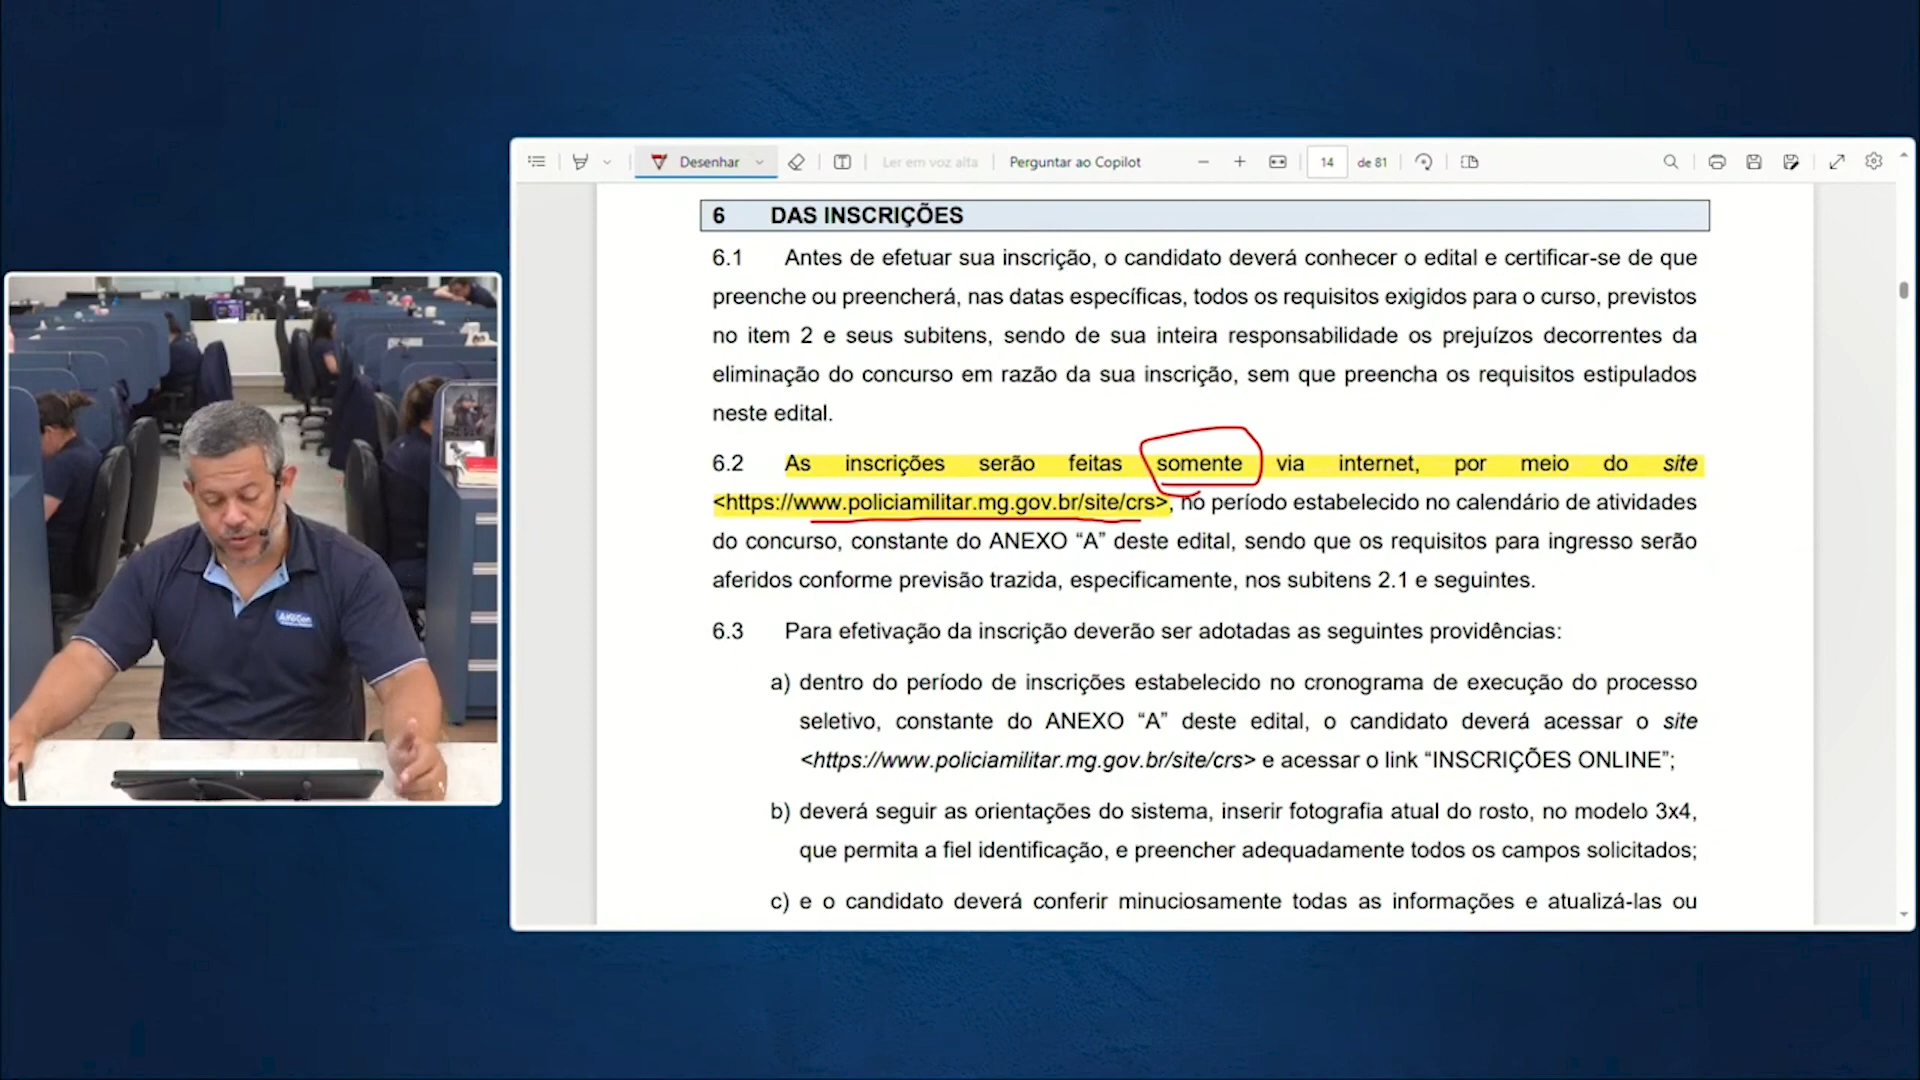 Desenhar
Ler em voz alta
Perguntar ao Copilot
14 de 81
6 DAS INSCRIÇÕES
6.1 Antes de efetuar sua inscrição, o candidato deverá conhecer o edital e certificar-se de que
preenche ou preencherá, nas datas específicas, todos os requisitos exigidos para o curso, previstos
no item 2 e seus subitens, sendo de sua inteira responsabilidade os prejuízos decorrentes da
eliminação do concurso em razão da sua inscrição, sem que preencha os requisitos estipulados
neste edital.
6.2 As inscrições serão feitas somente via internet, por meio do site
<https://www.policiamilitar.mg.gov.br/site/crs>, no período estabelecido no calendário de atividades
do concurso, constante do ANEXO “A” deste edital, sendo que os requisitos para ingresso serão
aferidos conforme previsão trazida, especificamente, nos subitens 2.1 e seguintes.
6.3 Para efetivação da inscrição deverão ser adotadas as seguintes providências:
a) dentro do período de inscrições estabelecido no cronograma de execução do processo
seletivo, constante do ANEXO “A” deste edital, o candidato deverá acessar o site
<https://www.policiamilitar.mg.gov.br/site/crs> e acessar o link “INSCRIÇÕES ONLINE”;
b) deverá seguir as orientações do sistema, inserir fotografia atual do rosto, no modelo 3x4,
que permita a fiel identificação, e preencher adequadamente todos os campos solicitados;
c) e o candidato deverá conferir minuciosamente todas as informações e atualizá-las ou
AlfaCon